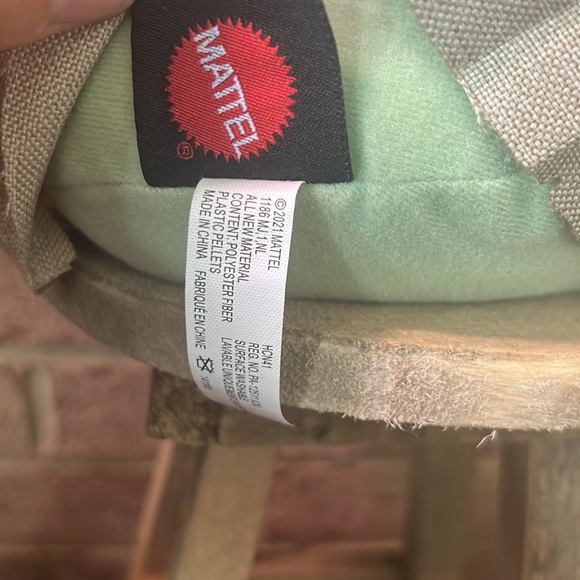 MATTEL
®
© 2021 MATTEL
1186 MJ,1,NL
ALL NEW MATERIAL
CONTENT: POLYESTER FIBER
PLASTIC PELLETS
MADE IN CHINA FABRIQUÉ EN CHINE
HCN41
REG. NO.
SURFACE WASHABLE
LAVABLE